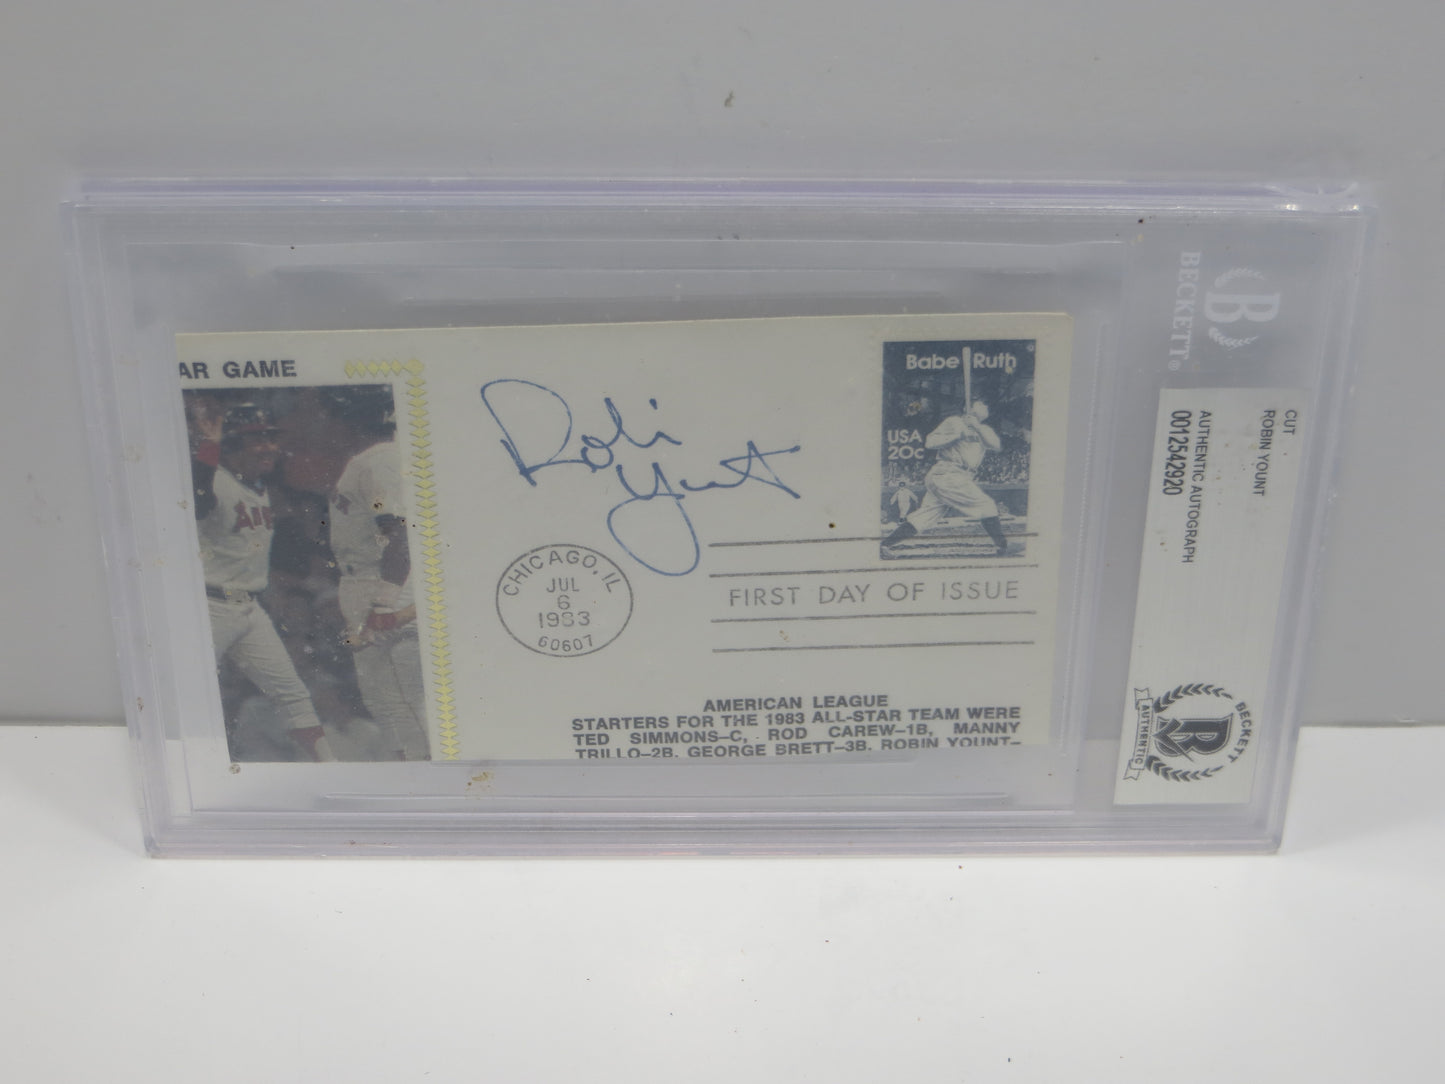 AR GAME
Robin
Yount
Babe Ruth
USA
20c
CHICAGO, IL
JUL
6
1983
60607
FIRST DAY OF ISSUE
AMERICAN LEAGUE
STARTERS FOR THE 1983 ALL-STAR TEAM WERE
TED SIMMONS–C, ROD CAREW–1B, MANNY
TRILLO–2B, GEORGE BRETT–3B, ROBIN YOUNT–
BECKETT®
B
CUT
ROBIN YOUNT
AUTHENTIC AUTOGRAPH
0012542920
BECKETT
B
AUTHENTIC